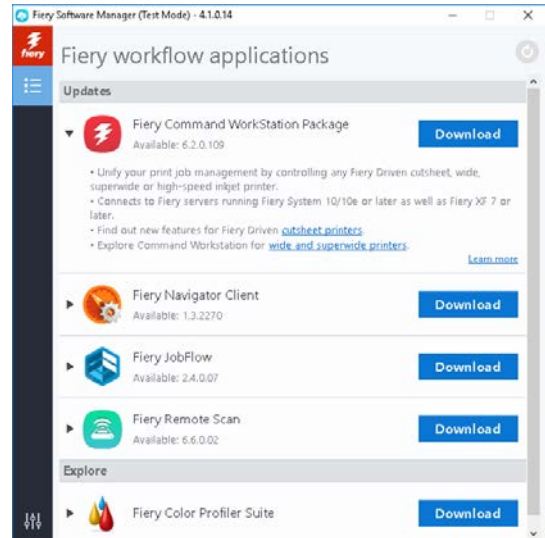 Fiery Software Manager (Test Mode) - 4.1.0.14
fiery
Fiery workflow applications
Updates
Fiery Command WorkStation Package
Available: 6.2.0.109
Download
• Unify your print job management by controlling any Fiery Driven cutsheet, wide,
superwide or high-speed inkjet printer.
• Connects to Fiery servers running Fiery System 10/10e or later as well as Fiery XF 7 or
later.
• Find out new features for Fiery Driven cutsheet printers.
• Explore Command Workstation for wide and superwide printers.
Learn more
Fiery Navigator Client
Available: 1.3.2270
Download
Fiery JobFlow
Available: 2.4.0.07
Download
Fiery Remote Scan
Available: 6.6.0.02
Download
Explore
Fiery Color Profiler Suite
Download